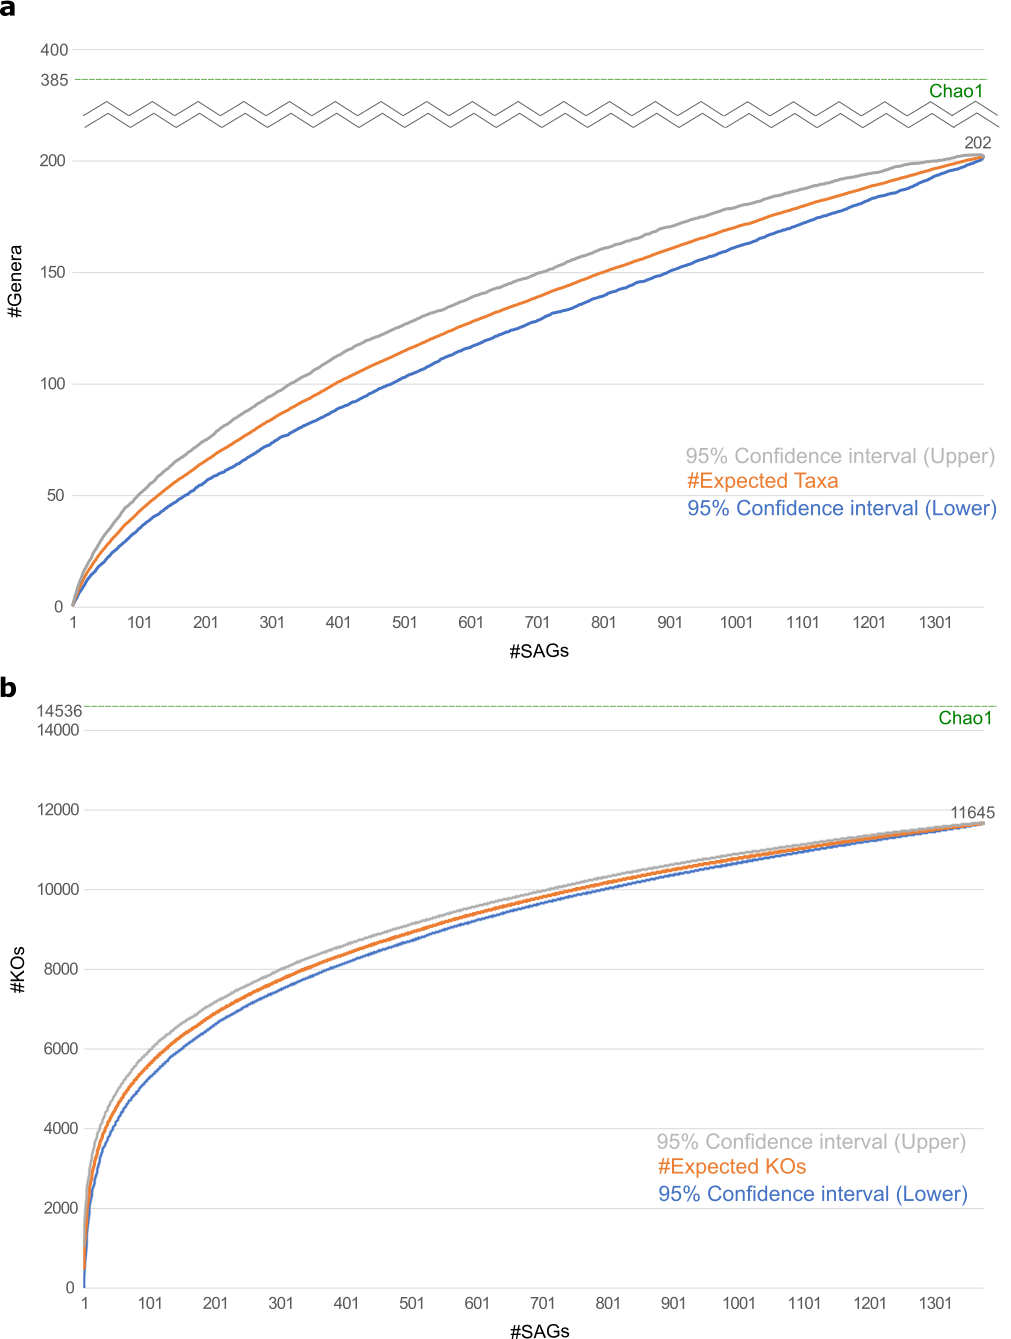 a
400
385
Chao1
202
200
150
100
50
0
#Genera
95% Confidence interval (Upper)
#Expected Taxa
95% Confidence interval (Lower)
1 101 201 301 401 501 601 701 801 901 1001 1101 1201 1301
#SAGs
b
14536
Chao1
14000
12000
11645
10000
8000
6000
4000
2000
0
#KOs
95% Confidence interval (Upper)
#Expected KOs
95% Confidence interval (Lower)
1 101 201 301 401 501 601 701 801 901 1001 1101 1201 1301
#SAGs